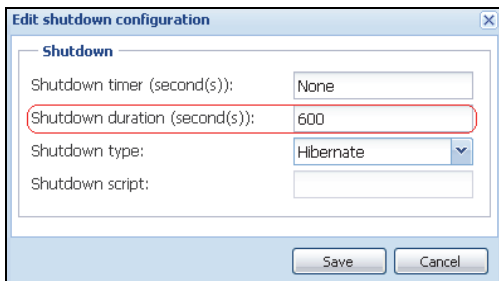 Edit shutdown configuration
Shutdown
Shutdown timer (second(s)): None
Shutdown duration (second(s)): 600
Shutdown type: Hibernate
Shutdown script:
Save Cancel